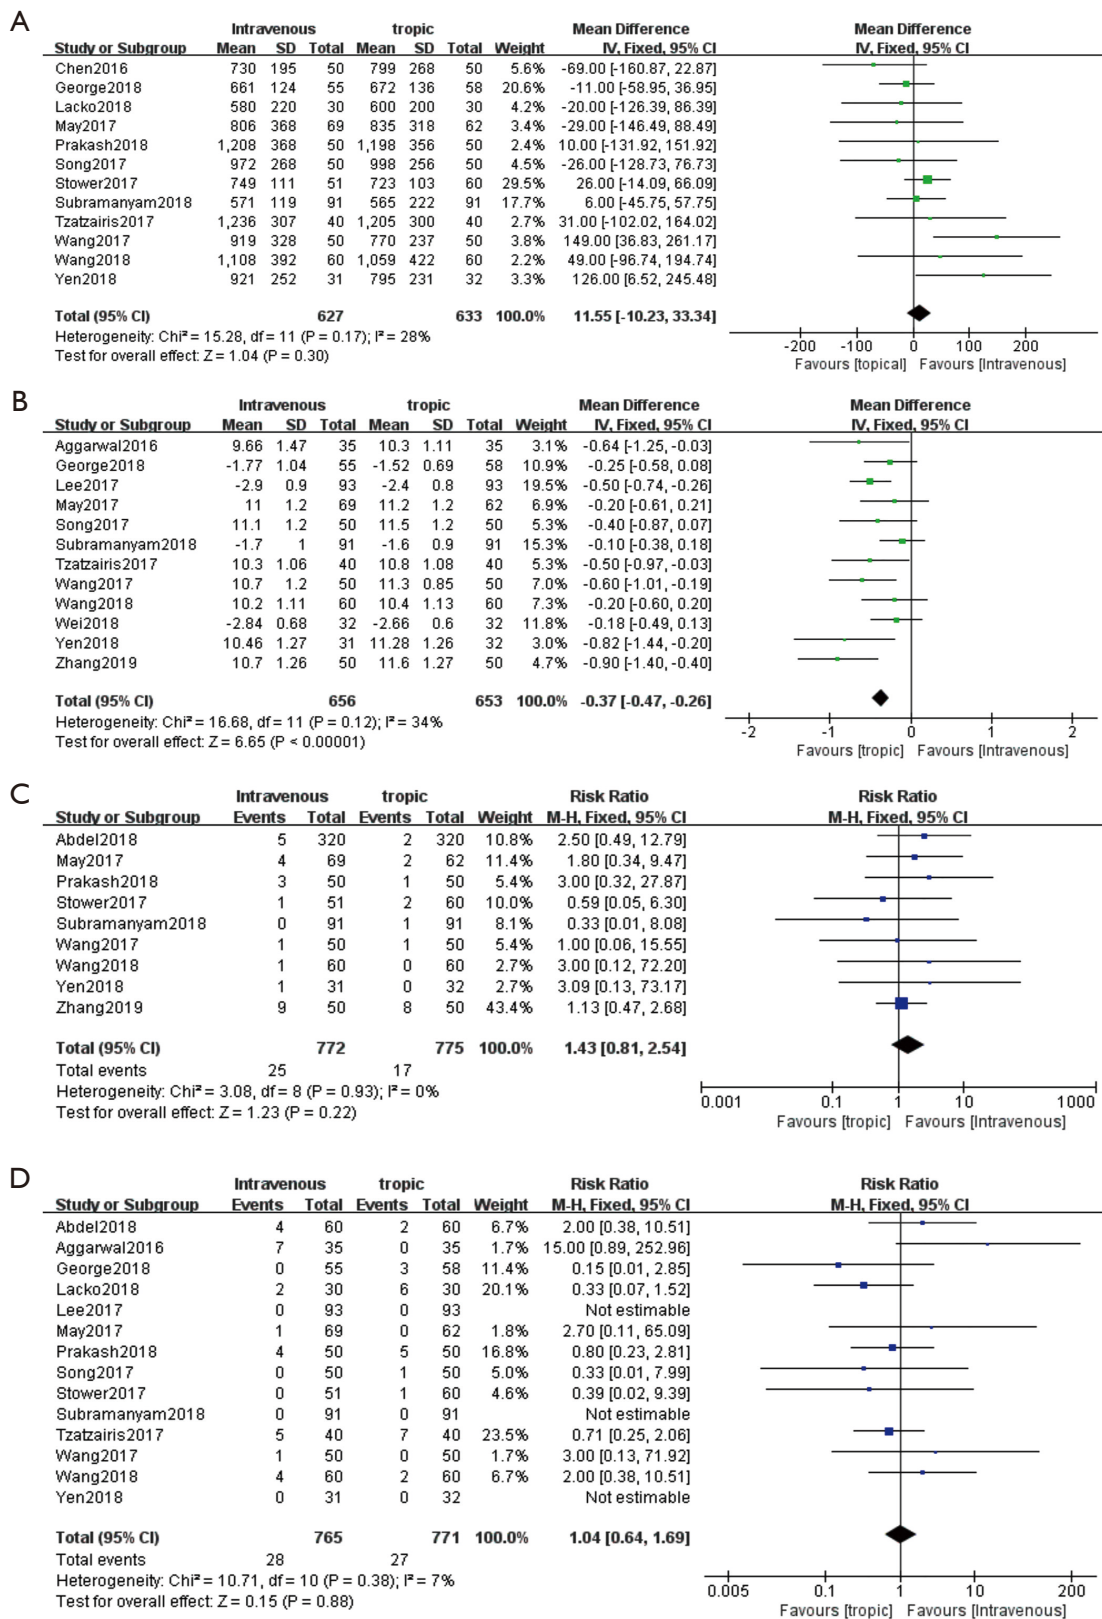 A
Intravenous tropic Mean Difference Mean Difference
Study or Subgroup Mean SD Total Mean SD Total Weight IV, Fixed, 95% CI IV, Fixed, 95% CI
Chen2016 730 195 50 799 268 50 5.6% -69.00 [-160.87, 22.87]
George2018 661 124 55 672 136 58 20.6% -11.00 [-58.95, 36.95]
Lacko2018 580 220 30 600 200 30 4.2% -20.00 [-126.39, 86.39]
May2017 806 368 69 835 318 62 3.4% -29.00 [-146.49, 88.49]
Prakash2018 1,208 368 50 1,198 356 50 2.4% 10.00 [-131.92, 151.92]
Song2017 972 268 50 998 256 50 4.5% -26.00 [-128.73, 76.73]
Stower2017 749 111 51 723 103 60 29.5% 26.00 [-14.09, 66.09]
Subramanyam2018 571 119 91 565 222 91 17.7% 6.00 [-45.75, 57.75]
Tzatzairis2017 1,236 307 40 1,205 300 40 2.7% 31.00 [-102.02, 164.02]
Wang2017 919 328 50 770 237 50 3.8% 149.00 [36.83, 261.17]
Wang2018 1,108 392 60 1,059 422 60 2.2% 49.00 [-96.74, 194.74]
Yen2018 921 252 31 795 231 32 3.3% 126.00 [6.52, 245.48]
Total (95% CI) 627 633 100.0% 11.55 [-10.23, 33.34]
Heterogeneity: Chi² = 15.28, df = 11 (P = 0.17); I² = 28%
Test for overall effect: Z = 1.04 (P = 0.30)
-200 -100 0 100 200
Favours [topical] Favours [Intravenous]
B
Intravenous tropic Mean Difference Mean Difference
Study or Subgroup Mean SD Total Mean SD Total Weight IV, Fixed, 95% CI IV, Fixed, 95% CI
Aggarwal2016 9.66 1.47 35 10.3 1.11 35 3.1% -0.64 [-1.25, -0.03]
George2018 -1.77 1.04 55 -1.52 0.69 58 10.9% -0.25 [-0.58, 0.08]
Lee2017 -2.9 0.9 93 -2.4 0.8 93 19.5% -0.50 [-0.74, -0.26]
May2017 11 1.2 69 11.2 1.2 62 6.9% -0.20 [-0.61, 0.21]
Song2017 11.1 1.2 50 11.5 1.2 50 5.3% -0.40 [-0.87, 0.07]
Subramanyam2018 -1.7 1 91 -1.6 0.9 91 15.3% -0.10 [-0.38, 0.18]
Tzatzairis2017 10.3 1.06 40 10.8 1.08 40 5.3% -0.50 [-0.97, -0.03]
Wang2017 10.7 1.2 50 11.3 0.85 50 7.0% -0.60 [-1.01, -0.19]
Wang2018 10.2 1.11 60 10.4 1.13 60 7.3% -0.20 [-0.60, 0.20]
Wei2018 -2.84 0.68 32 -2.66 0.6 32 11.8% -0.18 [-0.49, 0.13]
Yen2018 10.46 1.27 31 11.28 1.26 32 3.0% -0.82 [-1.44, -0.20]
Zhang2019 10.7 1.26 50 11.6 1.27 50 4.7% -0.90 [-1.40, -0.40]
Total (95% CI) 656 653 100.0% -0.37 [-0.47, -0.26]
Heterogeneity: Chi² = 16.68, df = 11 (P = 0.12); I² = 34%
Test for overall effect: Z = 6.65 (P < 0.00001)
-2 -1 0 1 2
Favours [tropic] Favours [Intravenous]
C
Intravenous tropic Risk Ratio Risk Ratio
Study or Subgroup Events Total Events Total Weight M-H, Fixed, 95% CI M-H, Fixed, 95% CI
Abdel2018 5 320 2 320 10.8% 2.50 [0.49, 12.79]
May2017 4 69 2 62 11.4% 1.80 [0.34, 9.47]
Prakash2018 3 50 1 50 5.4% 3.00 [0.32, 27.87]
Stower2017 1 51 2 60 10.0% 0.59 [0.05, 6.30]
Subramanyam2018 0 91 1 91 8.1% 0.33 [0.01, 8.08]
Wang2017 1 50 1 50 5.4% 1.00 [0.06, 15.55]
Wang2018 1 60 0 60 2.7% 3.00 [0.12, 72.20]
Yen2018 1 31 0 32 2.7% 3.09 [0.13, 73.17]
Zhang2019 9 50 8 50 43.4% 1.13 [0.47, 2.68]
Total (95% CI) 772 775 100.0% 1.43 [0.81, 2.54]
Total events 25 17
Heterogeneity: Chi² = 3.08, df = 8 (P = 0.93); I² = 0%
Test for overall effect: Z = 1.23 (P = 0.22)
0.001 0.1 1 10 1000
Favours [tropic] Favours [Intravenous]
D
Intravenous tropic Risk Ratio Risk Ratio
Study or Subgroup Events Total Events Total Weight M-H, Fixed, 95% CI M-H, Fixed, 95% CI
Abdel2018 4 60 2 60 6.7% 2.00 [0.38, 10.51]
Aggarwal2016 7 35 0 35 1.7% 15.00 [0.89, 252.96]
George2018 0 55 3 58 11.4% 0.15 [0.01, 2.85]
Lacko2018 2 30 6 30 20.1% 0.33 [0.07, 1.52]
Lee2017 0 93 0 93 Not estimable
May2017 1 69 0 62 1.8% 2.70 [0.11, 65.09]
Prakash2018 4 50 5 50 16.8% 0.80 [0.23, 2.81]
Song2017 0 50 1 50 5.0% 0.33 [0.01, 7.99]
Stower2017 0 51 1 60 4.6% 0.39 [0.02, 9.39]
Subramanyam2018 0 91 0 91 Not estimable
Tzatzairis2017 5 40 7 40 23.5% 0.71 [0.25, 2.06]
Wang2017 1 50 0 50 1.7% 3.00 [0.13, 71.92]
Wang2018 4 60 2 60 6.7% 2.00 [0.38, 10.51]
Yen2018 0 31 0 32 Not estimable
Total (95% CI) 765 771 100.0% 1.04 [0.64, 1.69]
Total events 28 27
Heterogeneity: Chi² = 10.71, df = 10 (P = 0.38); I² = 7%
Test for overall effect: Z = 0.15 (P = 0.88)
0.005 0.1 1 10 200
Favours [tropic] Favours [Intravenous]